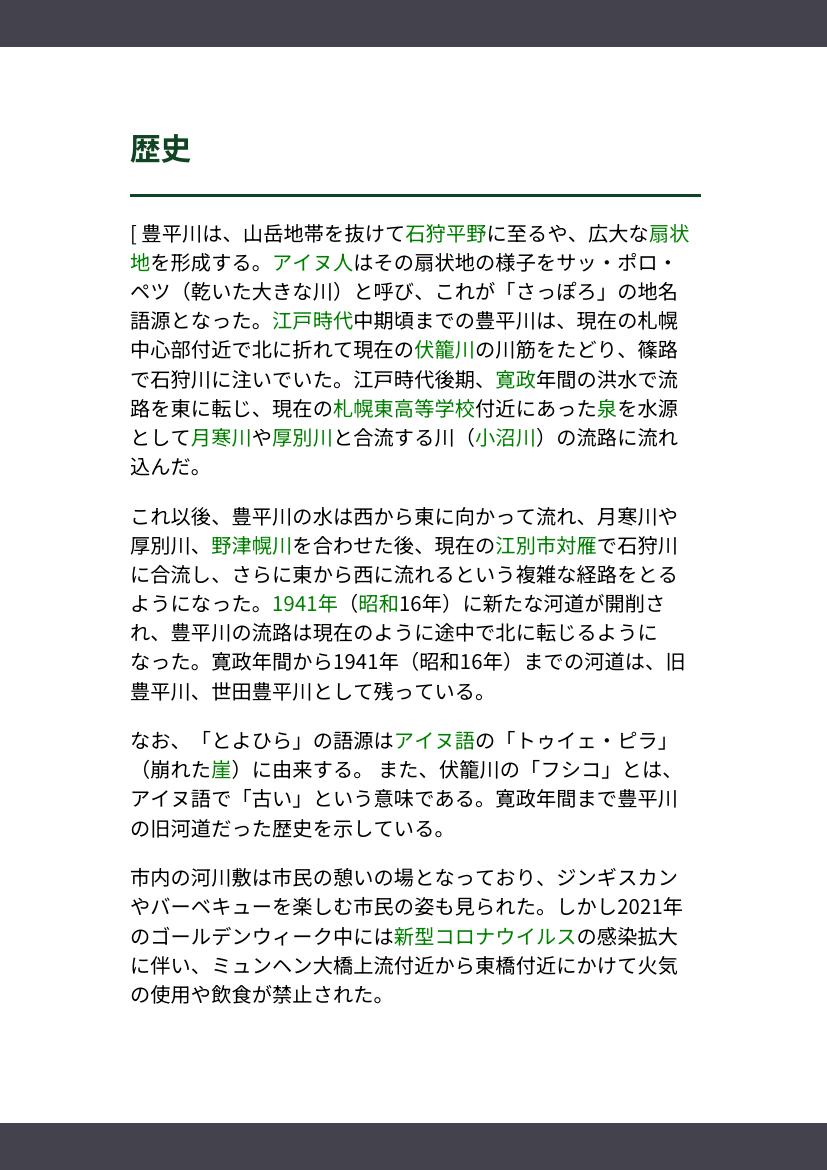 歴史
[ 豊平川は、山岳地帯を抜けて石狩平野に至るや、広大な扇状
地を形成する。アイヌ人はその扇状地の様子をサッ・ポロ・
ペツ（乾いた大きな川）と呼び、これが「さっぽろ」の地名
語源となった。江戸時代中期頃までの豊平川は、現在の札幌
中心部付近で北に折れて現在の伏籠川の川筋をたどり、篠路
で石狩川に注いでいた。江戸時代後期、寛政年間の洪水で流
路を東に転じ、現在の札幌東高等学校付近にあった泉を水源
として月寒川や厚別川と合流する川（小沼川）の流路に流れ
込んだ。
これ以後、豊平川の水は西から東に向かって流れ、月寒川や
厚別川、野津幌川を合わせた後、現在の江別市対雁で石狩川
に合流し、さらに東から西に流れるという複雑な経路をとる
ようになった。1941年（昭和16年）に新たな河道が開削さ
れ、豊平川の流路は現在のように途中で北に転じるように
なった。寛政年間から1941年（昭和16年）までの河道は、旧
豊平川、世田豊平川として残っている。
なお、「とよひら」の語源はアイヌ語の「トゥイェ・ピラ」
（崩れた崖）に由来する。 また、伏籠川の「フシコ」とは、
アイヌ語で「古い」という意味である。寛政年間まで豊平川
の旧河道だった歴史を示している。
市内の河川敷は市民の憩いの場となっており、ジンギスカン
やバーベキューを楽しむ市民の姿も見られた。しかし2021年
のゴールデンウィーク中には新型コロナウイルスの感染拡大
に伴い、ミュンヘン大橋上流付近から東橋付近にかけて火気
の使用や飲食が禁止された。